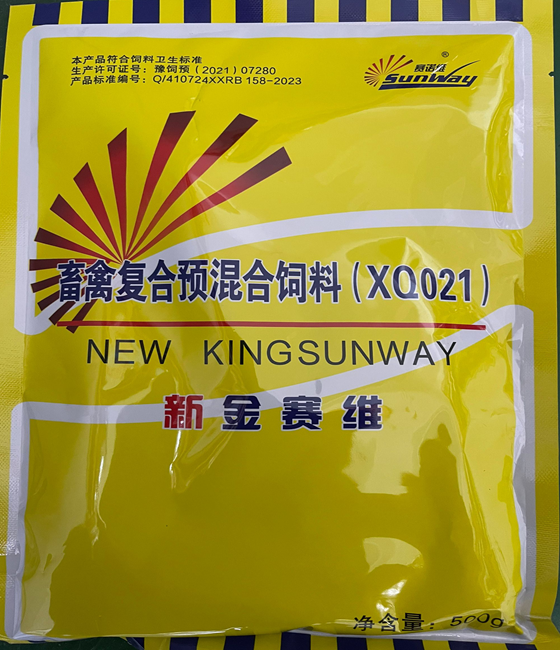 本产品符合饲料卫生标准
生产许可证号：豫饲预（2021）07280
产品标准编号：Q/410724XXRB 158-2023
赛诺维®
Sunway
畜禽复合预混合饲料（XQ021）
NEW KINGSUNWAY
新金赛维
净含量：500g